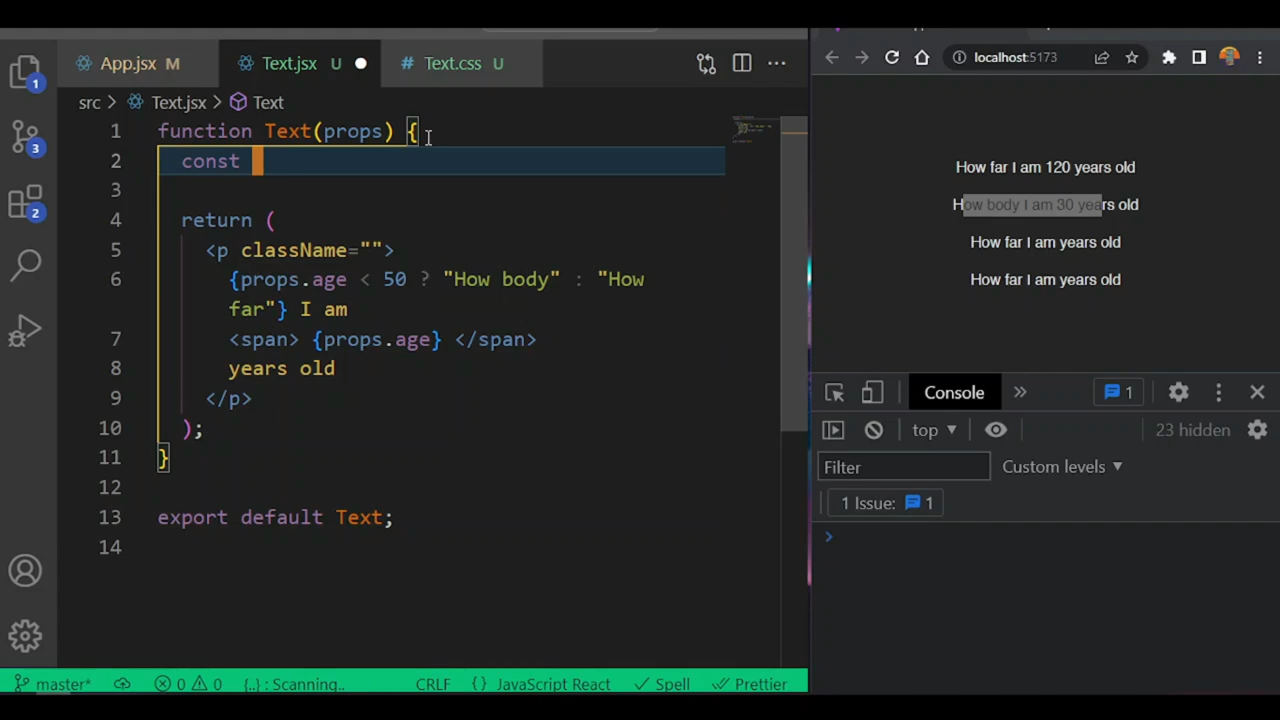 App.jsx M
Text.jsx U
# Text.css U
src > Text.jsx > Text
1 function Text(props) {
2 const
3
4 return (
5 <p className="">
6 {props.age < 50 ? "How body" : "How
far"} I am
7 <span> {props.age} </span>
8 years old
9 </p>
10 );
11 }
12
13 export default Text;
14
1
3
2
master*
0
0
{..} : Scanning..
CRLF
{} JavaScript React
Spell
Prettier
localhost:5173
How far I am 120 years old
How body I am 30 years old
How far I am years old
How far I am years old
Console
»
1
top
23 hidden
Filter
Custom levels
1 Issue: 1
>